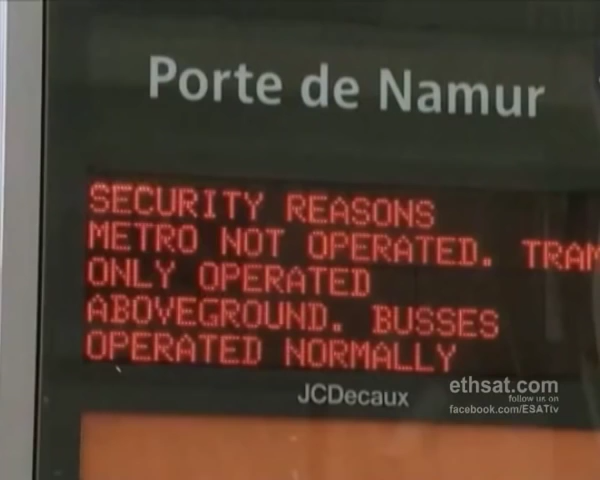 Porte de Namur
SECURITY REASONS
METRO NOT OPERATED. TRAM
ONLY OPERATED
ABOVEGROUND. BUSSES
OPERATED NORMALLY
JCDecaux
ethsat.com
follow us on
facebook.com/ESATtv